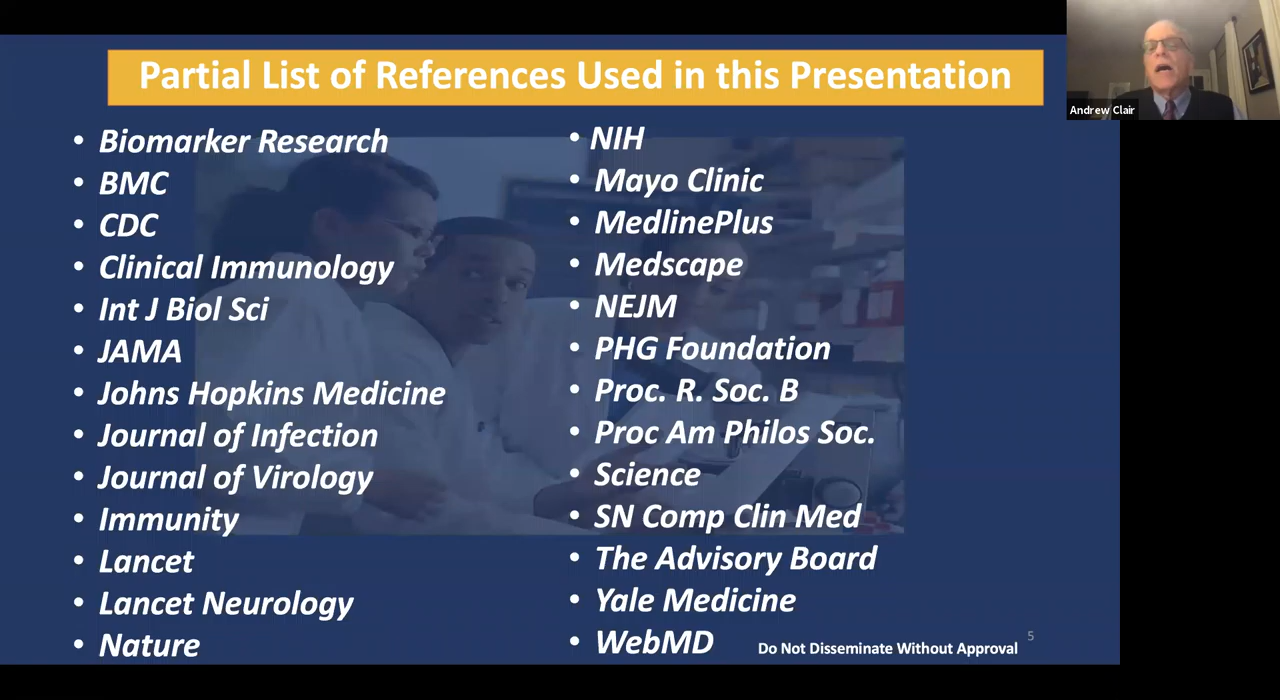 Partial List of References Used in this Presentation
Andrew Clair
• Biomarker Research
• BMC
• CDC
• Clinical Immunology
• Int J Biol Sci
• JAMA
• Johns Hopkins Medicine
• Journal of Infection
• Journal of Virology
• Immunity
• Lancet
• Lancet Neurology
• Nature
• NIH
• Mayo Clinic
• MedlinePlus
• Medscape
• NEJM
• PHG Foundation
• Proc. R. Soc. B
• Proc Am Philos Soc.
• Science
• SN Comp Clin Med
• The Advisory Board
• Yale Medicine
• WebMD
Do Not Disseminate Without Approval
5